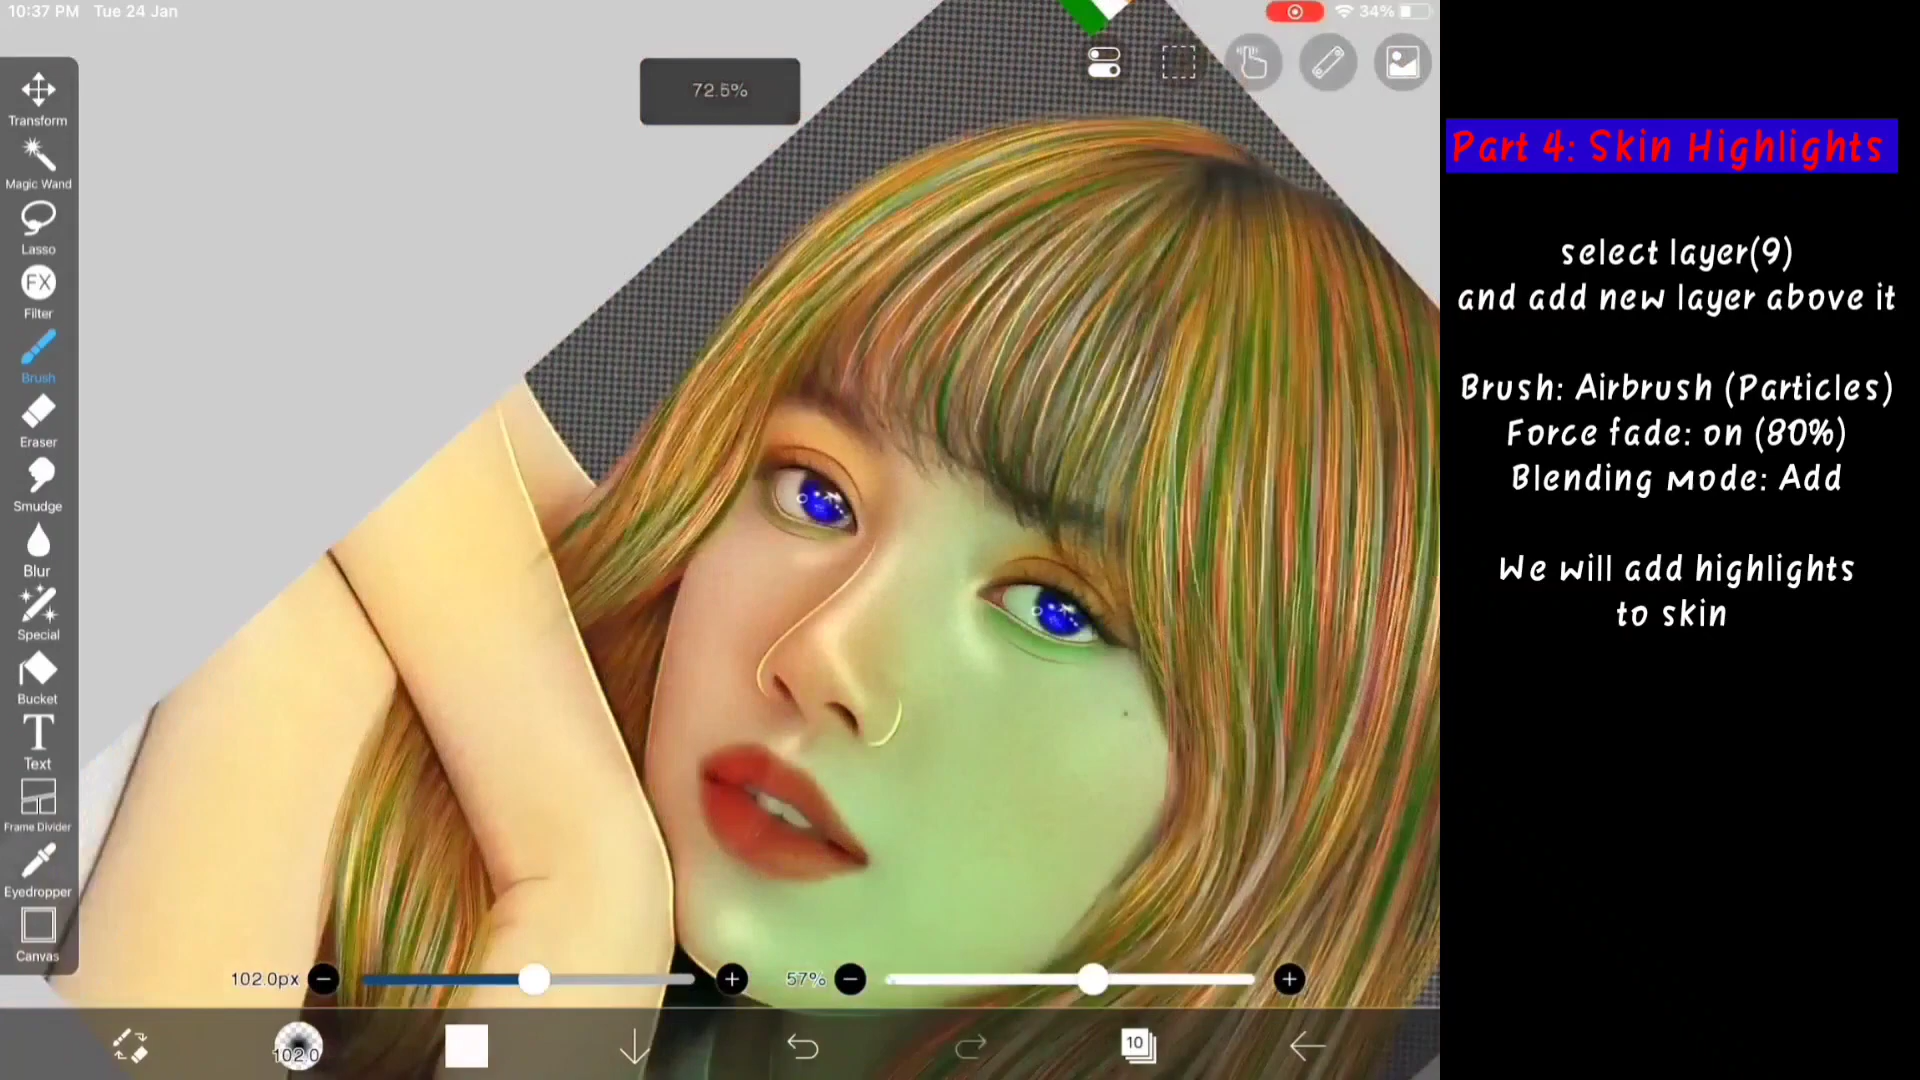 10:37 PM Tue 24 Jan
34%
72.5%
Transform
Magic Wand
Lasso
FX
Filter
Brush
Eraser
Smudge
Blur
Special
Bucket
T
Text
Frame Divider
Eyedropper
Canvas
Part 4: Skin Highlights
select layer(9)
and add new layer above it
Brush: Airbrush (Particles)
Force fade: on (80%)
Blending Mode: Add
We will add highlights
to skin
102.0px
57%
102.0
10